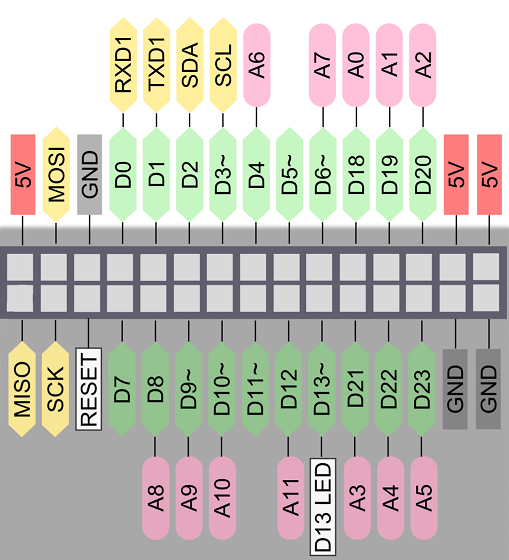 RXD1 TXD1 SDA SCL A6 A7 A0 A1 A2
5V MOSI GND D0 D1 D2 D3~ D4 D5~ D6~ D18 D19 D20 5V 5V
MISO SCK RESET D7 D8 D9~ D10~ D11~ D12 D13~ D21 D22 D23 GND GND
A8 A9 A10 A11 D13 LED A3 A4 A5